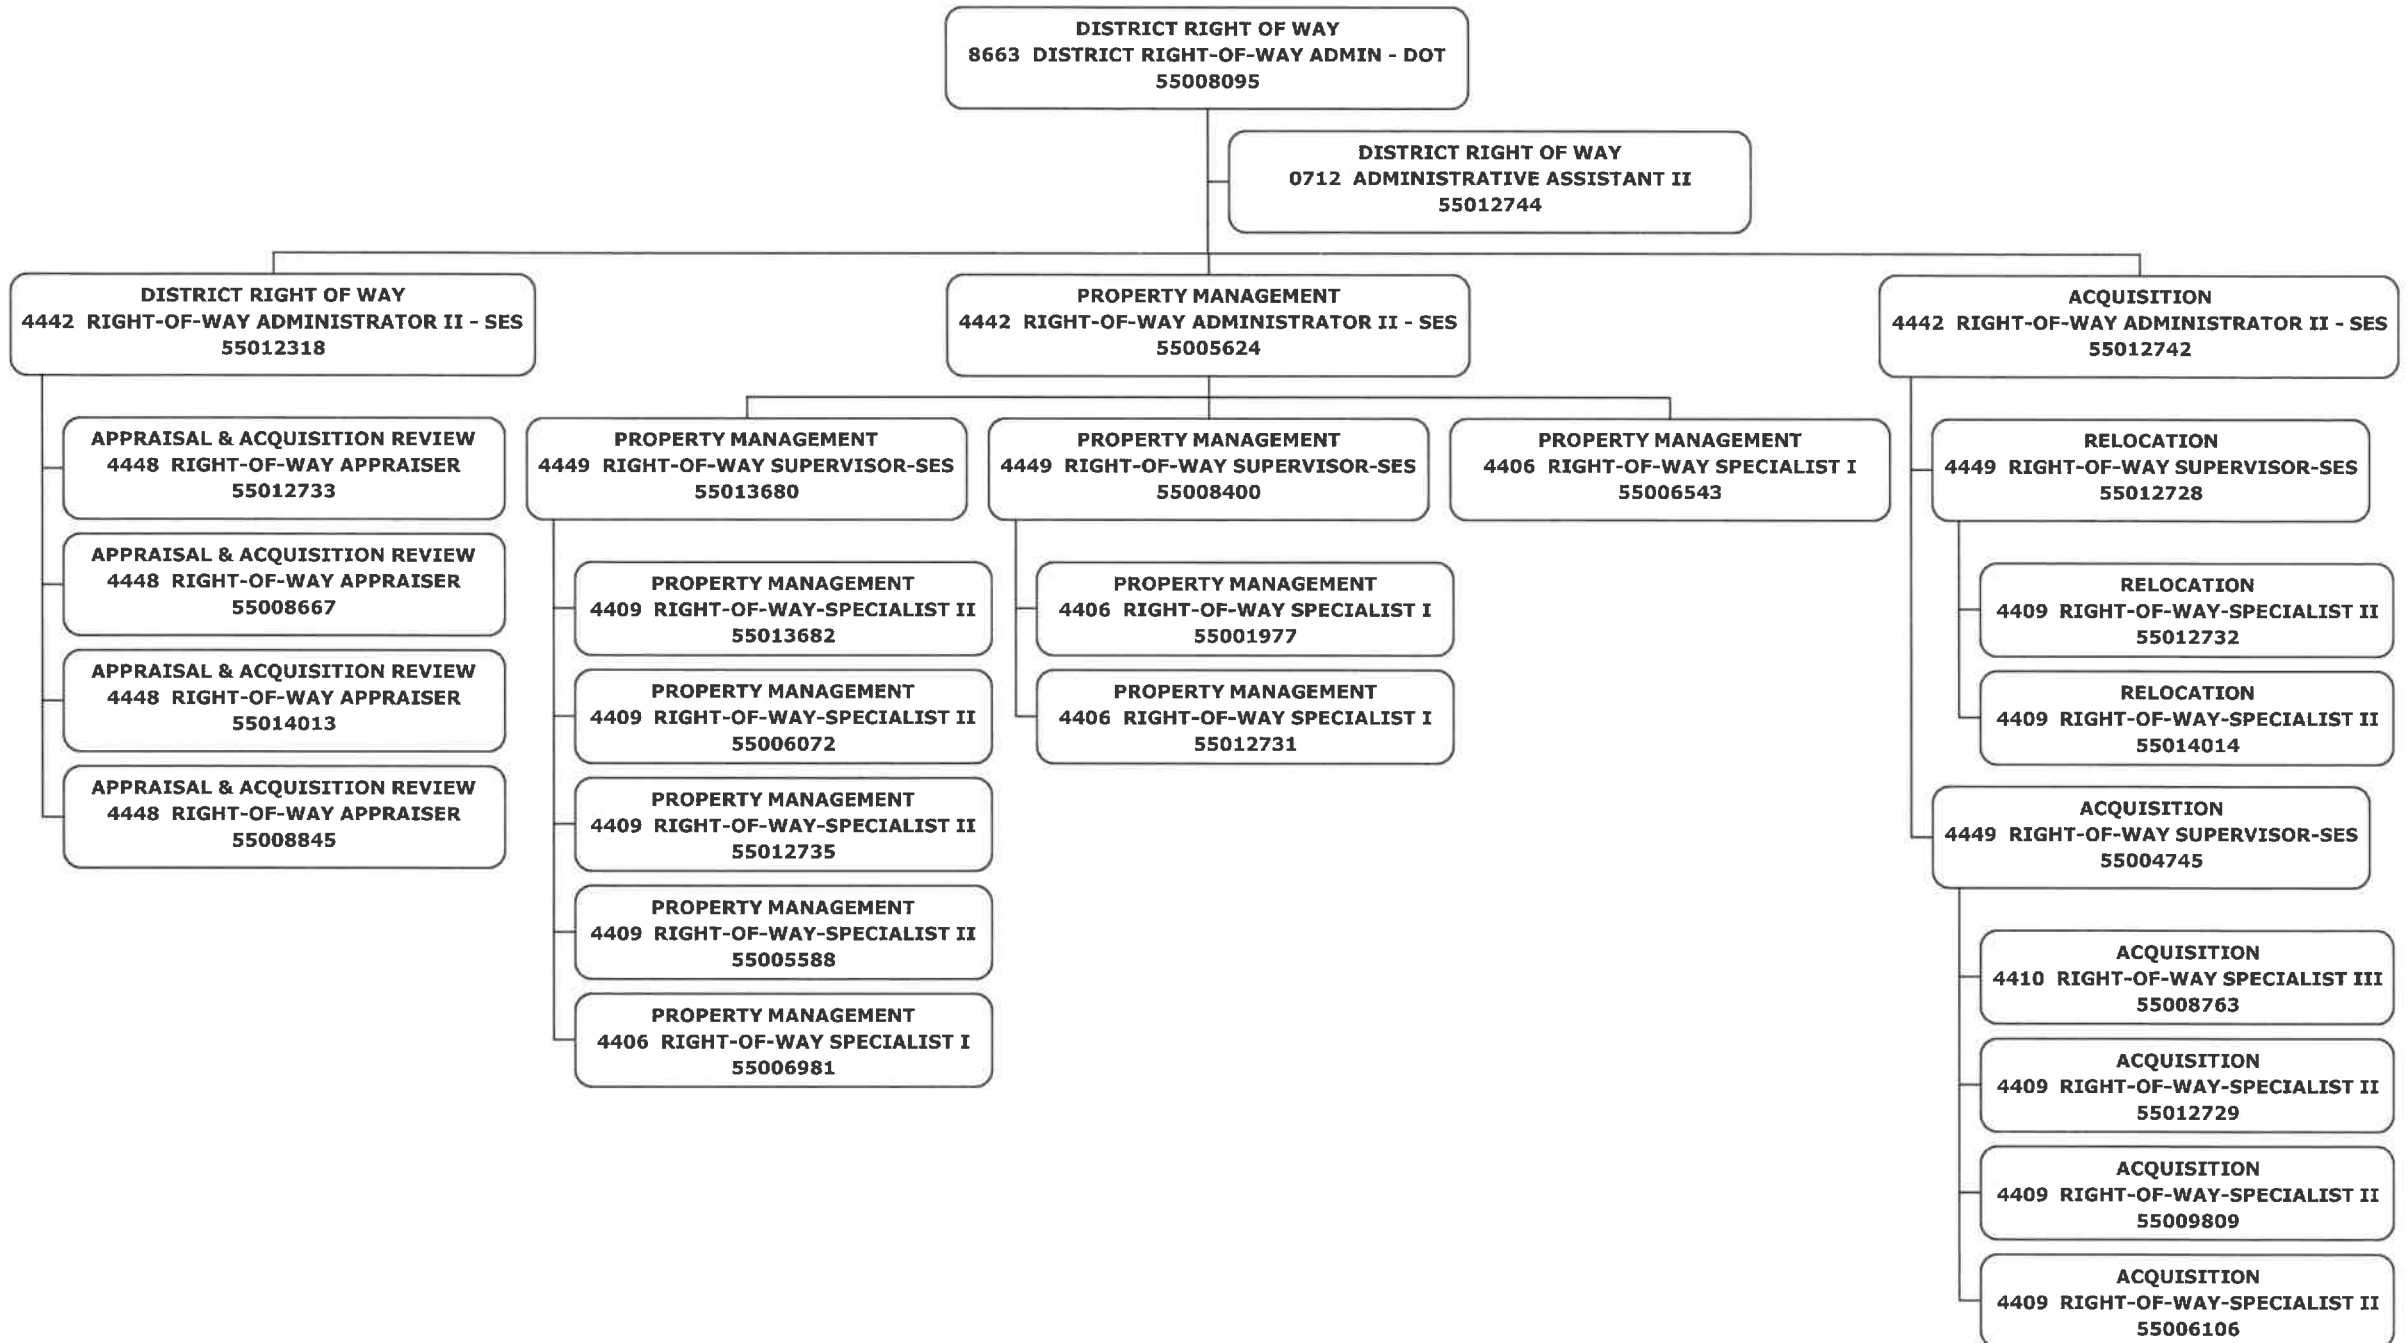 DISTRICT RIGHT OF WAY
8663 DISTRICT RIGHT-OF-WAY ADMIN - DOT
55008095
DISTRICT RIGHT OF WAY
0712 ADMINISTRATIVE ASSISTANT II
55012744
DISTRICT RIGHT OF WAY
4442 RIGHT-OF-WAY ADMINISTRATOR II - SES
55012318
APPRAISAL & ACQUISITION REVIEW
4448 RIGHT-OF-WAY APPRAISER
55012733
APPRAISAL & ACQUISITION REVIEW
4448 RIGHT-OF-WAY APPRAISER
55008667
APPRAISAL & ACQUISITION REVIEW
4448 RIGHT-OF-WAY APPRAISER
55014013
APPRAISAL & ACQUISITION REVIEW
4448 RIGHT-OF-WAY APPRAISER
55008845
PROPERTY MANAGEMENT
4442 RIGHT-OF-WAY ADMINISTRATOR II - SES
55005624
PROPERTY MANAGEMENT
4449 RIGHT-OF-WAY SUPERVISOR-SES
55013680
PROPERTY MANAGEMENT
4409 RIGHT-OF-WAY-SPECIALIST II
55013682
PROPERTY MANAGEMENT
4409 RIGHT-OF-WAY-SPECIALIST II
55006072
PROPERTY MANAGEMENT
4409 RIGHT-OF-WAY-SPECIALIST II
55012735
PROPERTY MANAGEMENT
4409 RIGHT-OF-WAY-SPECIALIST II
55005588
PROPERTY MANAGEMENT
4406 RIGHT-OF-WAY SPECIALIST I
55006981
PROPERTY MANAGEMENT
4449 RIGHT-OF-WAY SUPERVISOR-SES
55008400
PROPERTY MANAGEMENT
4406 RIGHT-OF-WAY SPECIALIST I
55001977
PROPERTY MANAGEMENT
4406 RIGHT-OF-WAY SPECIALIST I
55012731
PROPERTY MANAGEMENT
4406 RIGHT-OF-WAY SPECIALIST I
55006543
ACQUISITION
4442 RIGHT-OF-WAY ADMINISTRATOR II - SES
55012742
RELOCATION
4449 RIGHT-OF-WAY SUPERVISOR-SES
55012728
RELOCATION
4409 RIGHT-OF-WAY-SPECIALIST II
55012732
RELOCATION
4409 RIGHT-OF-WAY-SPECIALIST II
55014014
ACQUISITION
4449 RIGHT-OF-WAY SUPERVISOR-SES
55004745
ACQUISITION
4410 RIGHT-OF-WAY SPECIALIST III
55008763
ACQUISITION
4409 RIGHT-OF-WAY-SPECIALIST II
55012729
ACQUISITION
4409 RIGHT-OF-WAY-SPECIALIST II
55009809
ACQUISITION
4409 RIGHT-OF-WAY-SPECIALIST II
55006106